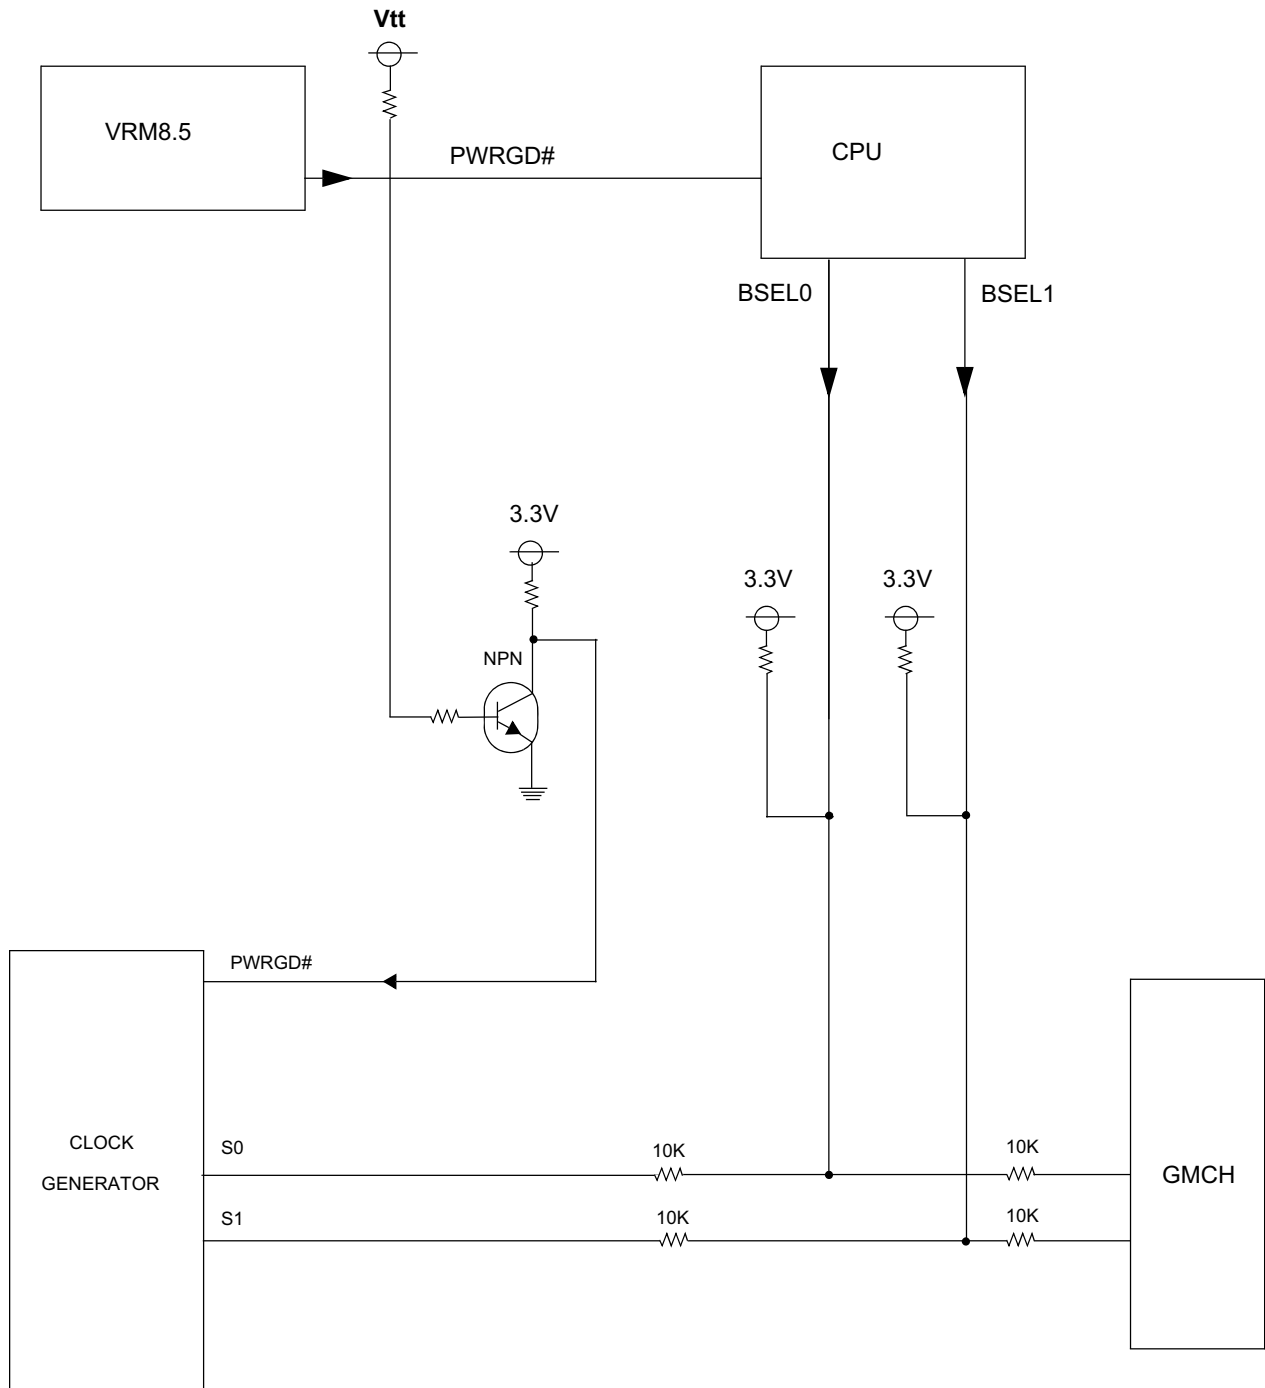 Vtt
VRM8.5
PWRGD#
CPU
BSEL0
BSEL1
3.3V
3.3V
3.3V
NPN
PWRGD#
CLOCK
GENERATOR
S0
10K
10K
GMCH
S1
10K
10K